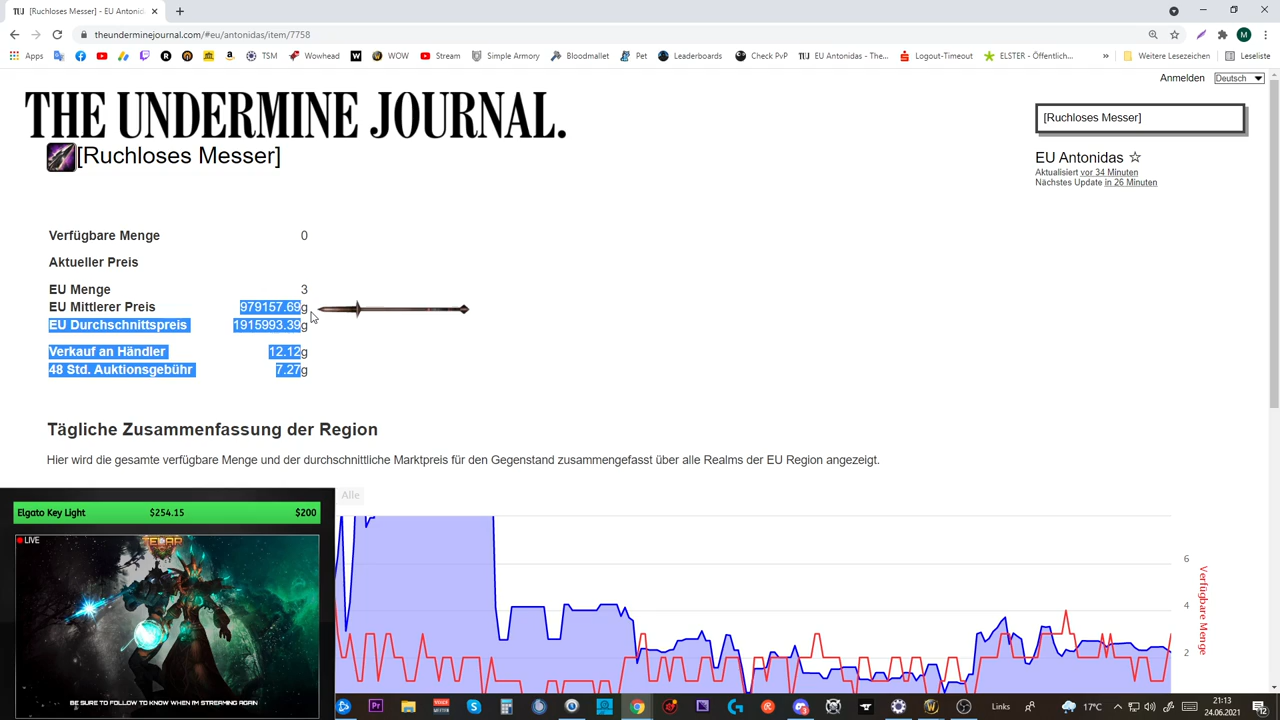 [Ruchloses Messer] - EU Antonid
theunderminejournal.com/#eu/antonidas/item/7758
Apps
TSM
Wowhead
WOW
Stream
Simple Armory
Bloodmallet
Pet
Leaderboards
Check PvP
EU Antonidas - The...
Logout-Timeout
ELSTER - Öffentlich...
»
Weitere Lesezeichen
Leseliste
Anmelden
Deutsch
THE UNDERMINE JOURNAL.
[Ruchloses Messer]
[Ruchloses Messer]
EU Antonidas ☆
Aktualisiert vor 34 Minuten
Nächstes Update in 26 Minuten
Verfügbare Menge 0
Aktueller Preis
EU Menge 3
EU Mittlerer Preis 979157.69g
EU Durchschnittspreis 1915993.39g
Verkauf an Händler 12.12g
48 Std. Auktionsgebühr 7.27g
Tägliche Zusammenfassung der Region
Hier wird die gesamte verfügbare Menge und der durchschnittliche Marktpreis für den Gegenstand zusammengefasst über alle Realms der EU Region angezeigt.
Alle
6
4
2
Verfügbare Menge
Elgato Key Light $254.15 $200
LIVE
BE SURE TO FOLLOW TO KNOW WHEN I'M STREAMING AGAIN
Links
17°C
21:13
24.06.2021